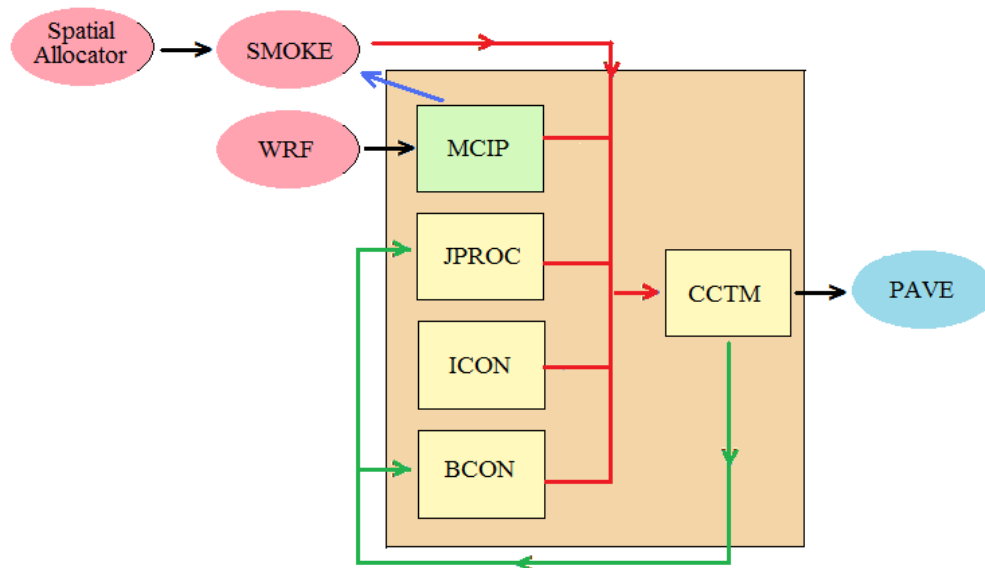 Spatial
Allocator
SMOKE
WRF
MCIP
JPROC
ICON
BCON
CCTM
PAVE